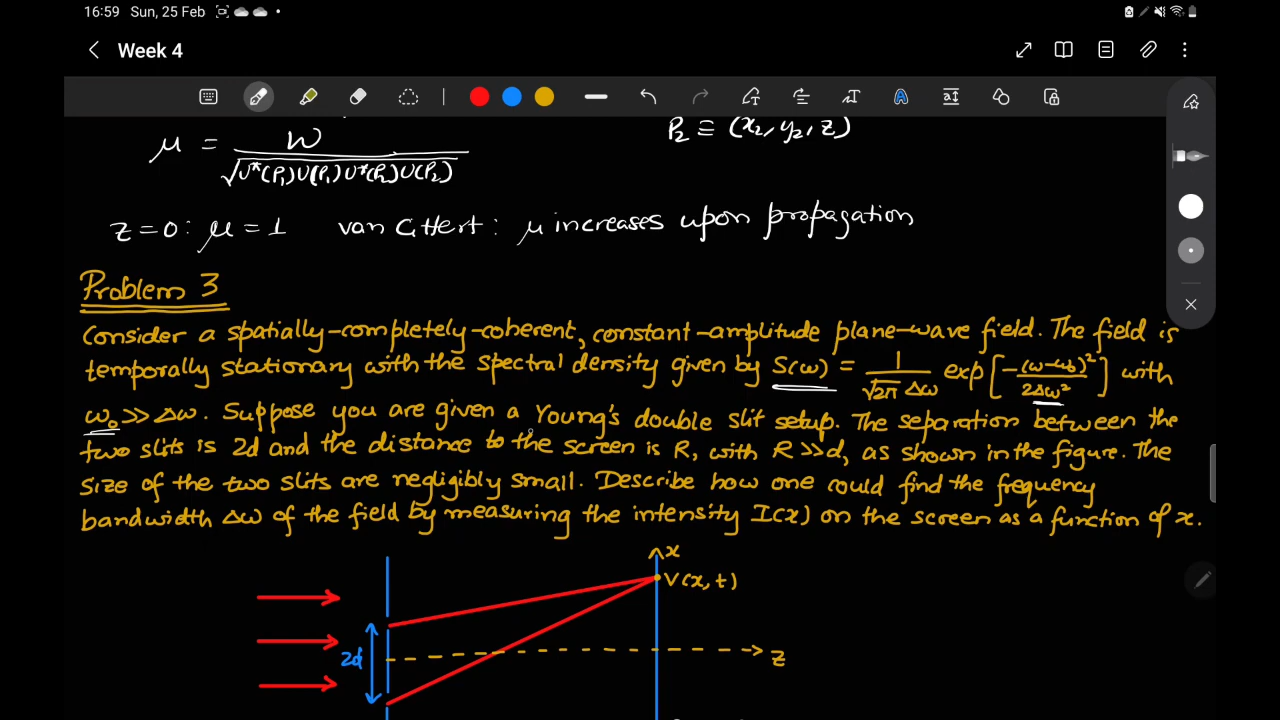 16:59 Sun, 25 Feb
Week 4
μ = W / √U*(P₁)U(P₁)U*(P₂)U(P₂)
P₂ ≡ (x₂, y₂, z)
z = 0 : μ = 1 van Cittert : μ increases upon propagation
Problem 3
Consider a spatially-completely-coherent, constant-amplitude plane-wave field. The field is
temporally stationary with the spectral density given by S(ω) = 1/(√2π Δω) exp[-(ω-ω₀)²/2Δω²] with
ω₀ >> Δω. Suppose you are given a Young's double slit setup. The separation between the
two slits is 2d and the distance to the screen is R, with R >> d, as shown in the figure. The
size of the two slits are negligibly small. Describe how one could find the frequency
bandwidth Δω of the field by measuring the intensity I(x) on the screen as a function of x.
x
V(x, t)
2d
z